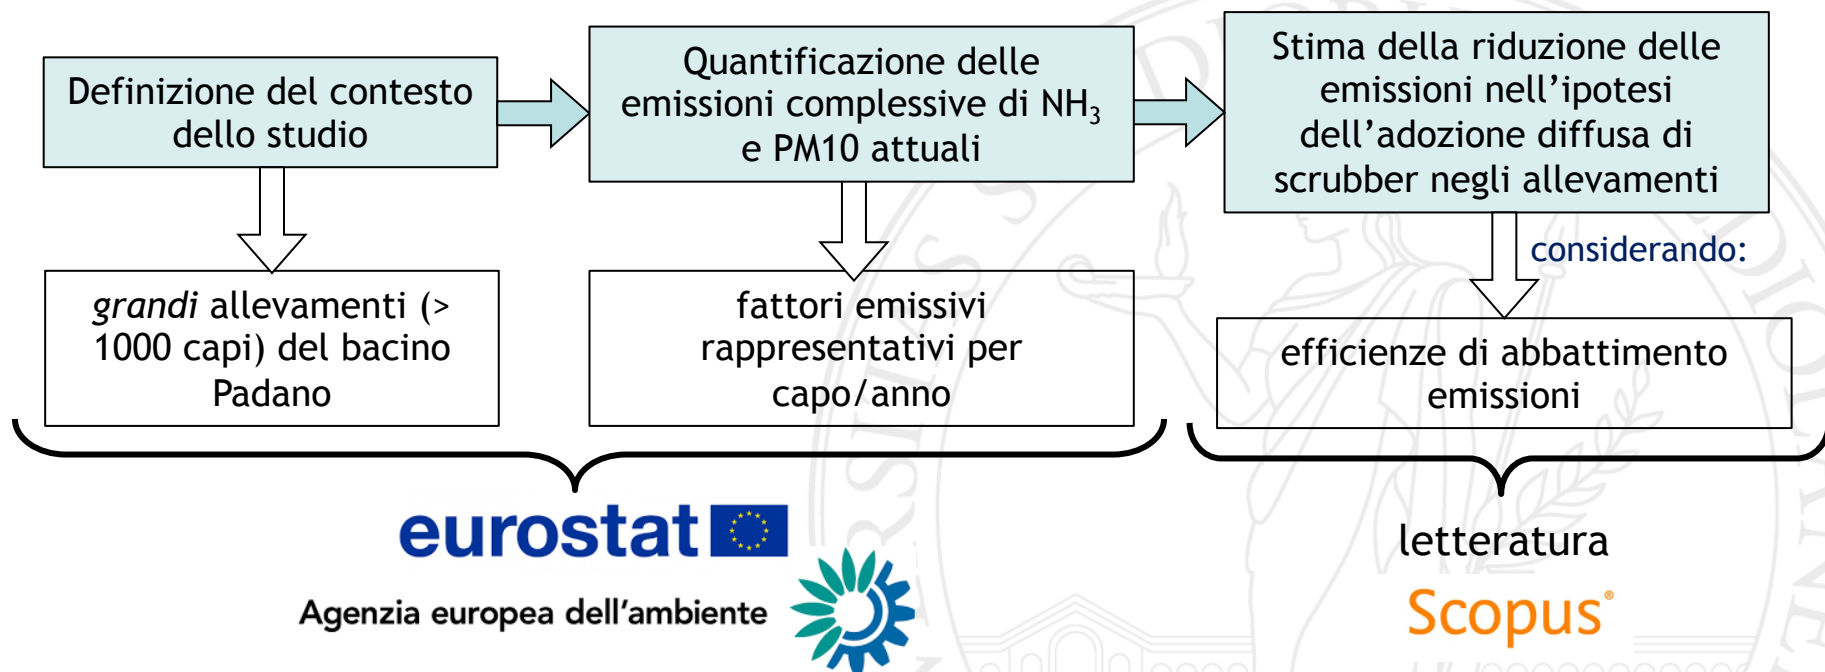 Definizione del contesto
dello studio
Quantificazione delle
emissioni complessive di NH₃
e PM10 attuali
Stima della riduzione delle
emissioni nell’ipotesi
dell’adozione diffusa di
scrubber negli allevamenti
considerando:
grandi allevamenti (>
1000 capi) del bacino
Padano
fattori emissivi
rappresentativi per
capo/anno
efficienze di abbattimento
emissioni
eurostat
Agenzia europea dell'ambiente
letteratura
Scopus®